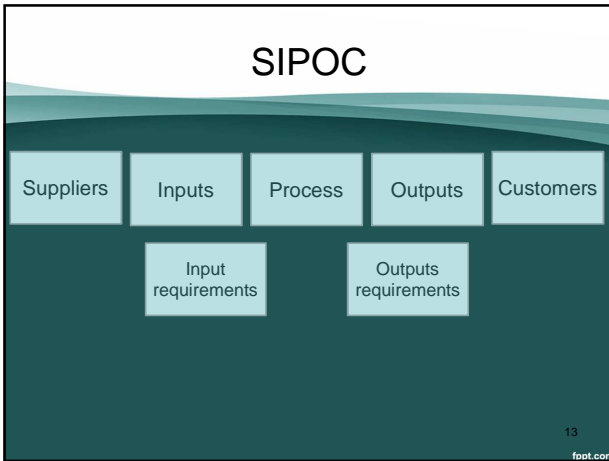 SIPOC
Suppliers
Inputs
Process
Outputs
Customers
Input
requirements
Outputs
requirements
13
fppt.com